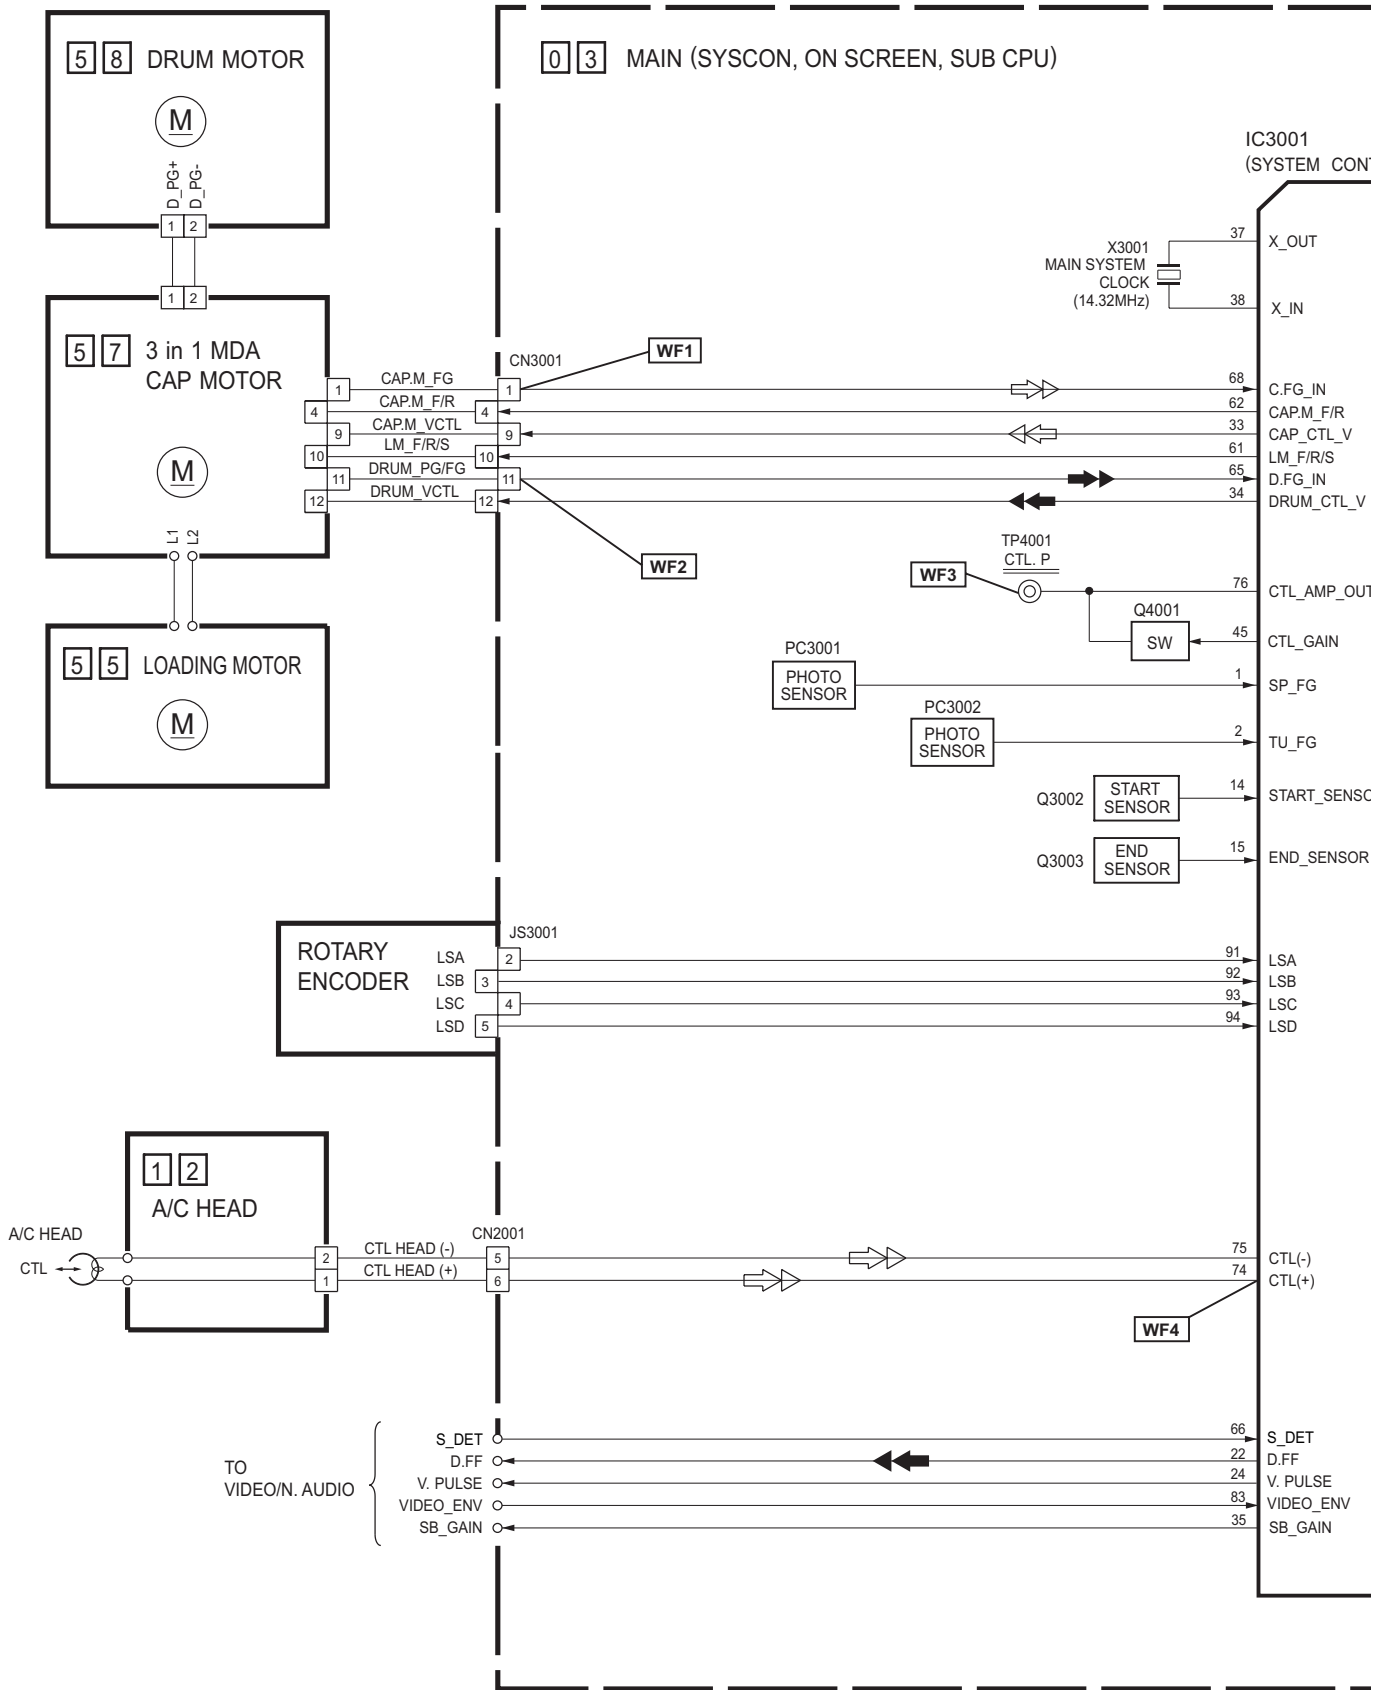 5 8 DRUM MOTOR
M
D_PG+
D_PG-
1 2
1 2
5 7 3 in 1 MDA
CAP MOTOR
M
L1
L2
5 5 LOADING MOTOR
M
0 3 MAIN (SYSCON, ON SCREEN, SUB CPU)
IC3001
(SYSTEM CONT
X3001
MAIN SYSTEM
CLOCK
(14.32MHz)
37 X_OUT
38 X_IN
CN3001
WF1
1 CAP.M_FG 1 68 C.FG_IN
4 CAP.M_F/R 4 62 CAP.M_F/R
9 CAP.M_VCTL 9 33 CAP_CTL_V
10 LM_F/R/S 10 61 LM_F/R/S
11 DRUM_PG/FG 11 65 D.FG_IN
12 DRUM_VCTL 12 34 DRUM_CTL_V
WF2
TP4001
CTL. P
WF3
76 CTL_AMP_OUT
Q4001
SW
45 CTL_GAIN
PC3001
PHOTO
SENSOR
1 SP_FG
PC3002
PHOTO
SENSOR
2 TU_FG
Q3002
START
SENSOR
14 START_SENSO
Q3003
END
SENSOR
15 END_SENSOR
ROTARY
ENCODER
JS3001
LSA 2 91 LSA
LSB 3 92 LSB
LSC 4 93 LSC
LSD 5 94 LSD
1 2
A/C HEAD
A/C HEAD
CTL
CN2001
2 CTL HEAD (-) 5 75 CTL(-)
1 CTL HEAD (+) 6 74 CTL(+)
WF4
TO
VIDEO/N. AUDIO
S_DET 66 S_DET
D.FF 22 D.FF
V. PULSE 24 V. PULSE
VIDEO_ENV 83 VIDEO_ENV
SB_GAIN 35 SB_GAIN